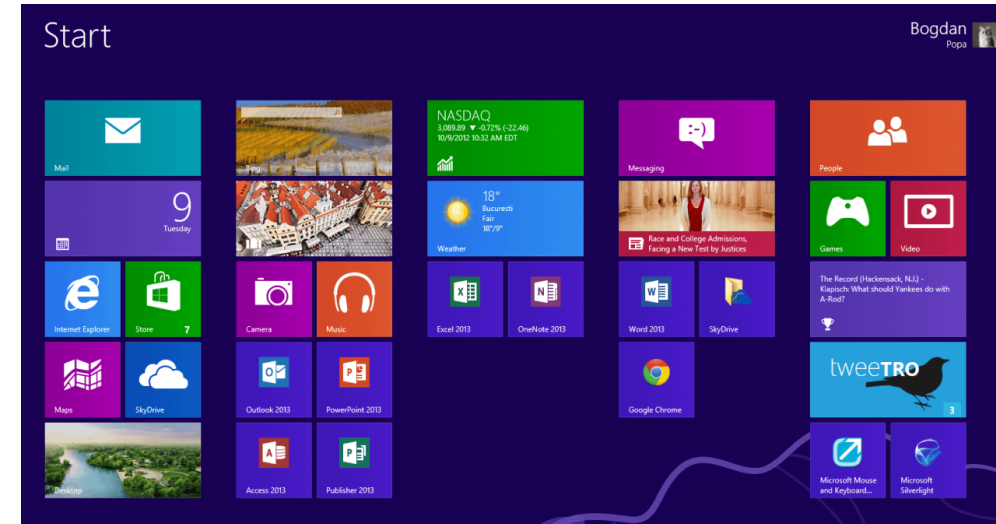 Start
Bogdan
Popa
Mail
9
Tuesday
Internet Explorer
Store
7
Maps
SkyDrive
Desktop
Bing
Camera
Music
Outlook 2013
PowerPoint 2013
Access 2013
Publisher 2013
NASDAQ
3,089.89 ▼ -0.72% (-22.46)
10/9/2012 10:32 AM EDT
18°
Bucuresti
Fair
18°/9°
Weather
Excel 2013
OneNote 2013
:-)
Messaging
Race and College Admissions,
Facing a New Test by Justices
Word 2013
SkyDrive
Google Chrome
People
Games
Video
The Record (Hackensack, N.J.) -
Klapisch: What should Yankees do with
A-Rod?
tweeTRO
3
Microsoft Mouse
and Keyboard...
Microsoft
Silverlight